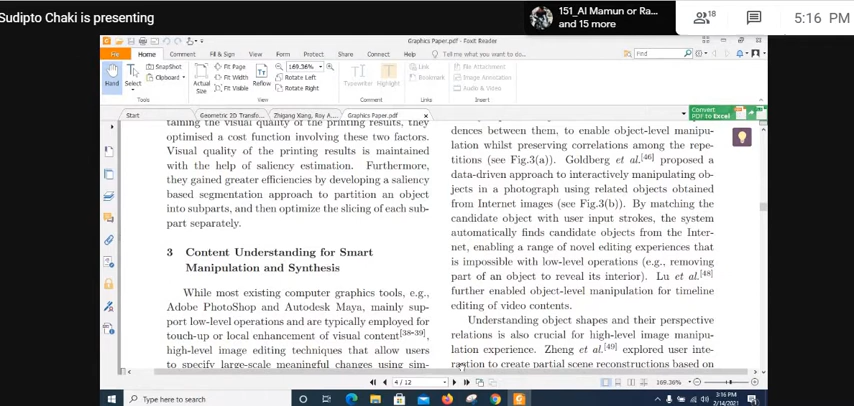 Sudipto Chaki is presenting
151_Al Mamun or Ra...
and 15 more
18
5:16 PM
Graphics Paper.pdf - Foxit Reader
File
Home
Comment
Fill & Sign
View
Form
Protect
Share
Connect
Help
Tell me what you want to do...
Find
Hand
Select
SnapShot
Clipboard
Actual
Size
Fit Page
Fit Width
Fit Visible
Reflow
169.36%
Rotate Left
Rotate Right
Typewriter
Highlight
Link
Bookmark
File Attachment
Image Annotation
Audio & Video
Tools
View
Comment
Links
Insert
Start
Geometric 2D Transfo...
Zhigang Xiang, Roy A...
Graphics Paper.pdf
Convert
PDF to Excel
taining the visual quality of the printing results, they
optimised a cost function involving these two factors.
Visual quality of the printing results is maintained
with the help of saliency estimation. Furthermore,
they gained greater efficiencies by developing a saliency
based segmentation approach to partition an object
into subparts, and then optimize the slicing of each sub-
part separately.
3 Content Understanding for Smart
Manipulation and Synthesis
While most existing computer graphics tools, e.g.,
Adobe PhotoShop and Autodesk Maya, mainly sup-
port low-level operations and are typically employed for
touch-up or local enhancement of visual content[38-39],
high-level image editing techniques that allow users
to specify large-scale meaningful changes using sim-
dences between them, to enable object-level manipu-
lation whilst preserving correlations among the repe-
titions (see Fig.3(a)). Goldberg et al.[46] proposed a
data-driven approach to interactively manipulating ob-
jects in a photograph using related objects obtained
from Internet images (see Fig.3(b)). By matching the
candidate object with user input strokes, the system
automatically finds candidate objects from the Inter-
net, enabling a range of novel editing experiences that
is impossible with low-level operations (e.g., removing
part of an object to reveal its interior). Lu et al.[48]
further enabled object-level manipulation for timeline
editing of video contents.
Understanding object shapes and their perspective
relations is also crucial for high-level image manipu-
lation experience. Zheng et al.[49] explored user inte-
raction to create partial scene reconstructions based on
4 / 12
169.36%
Type here to search
3:16 PM
2/14/2021